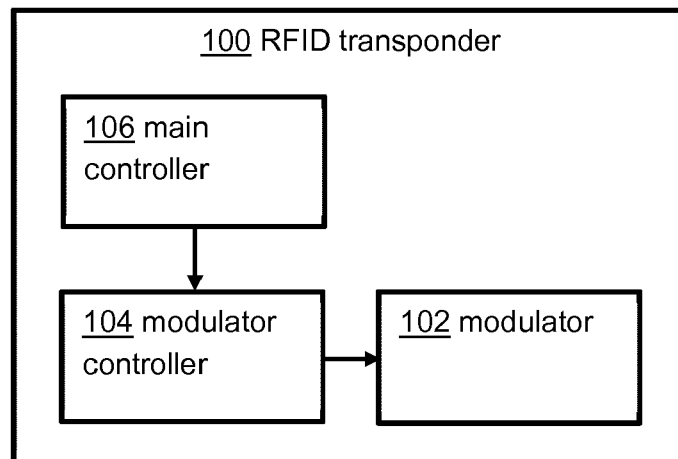 100 RFID transponder
106 main
controller
104 modulator
controller
102 modulator